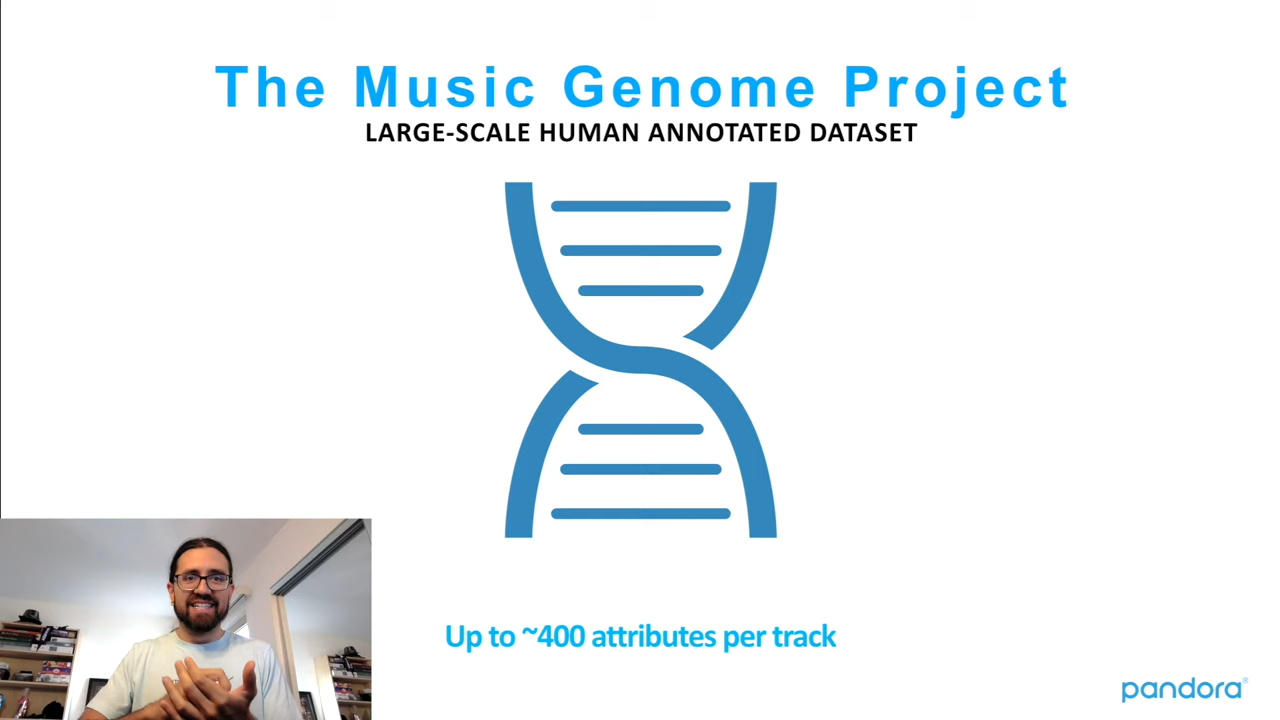 The Music Genome Project
LARGE-SCALE HUMAN ANNOTATED DATASET
Up to ~400 attributes per track
pandora®